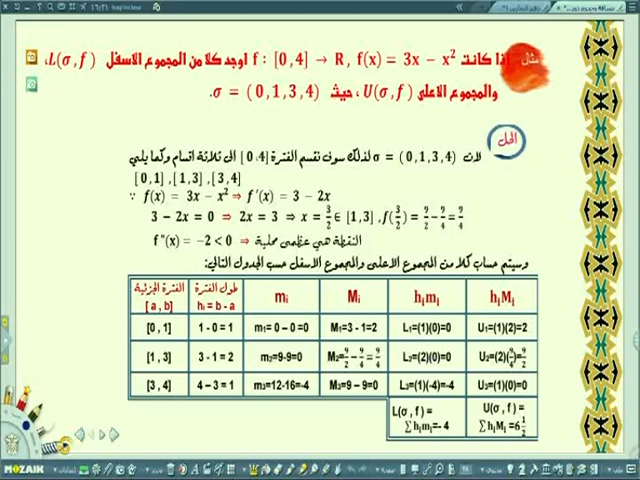 مثال
إذا كانت f : [0, 4] → R, f(x) = 3x − x² اوجد كلا من المجموع الاسفل L(σ, f),
والمجموع الاعلى U(σ, f) ، حيث σ = (0, 1, 3, 4).
الحل
لان σ = (0, 1, 3, 4) لذلك سوف نقسم الفترة [0 4] الى ثلاثة اقسام وكما يلي
[0, 1] , [1, 3] , [3, 4]
∵ f(x) = 3x − x² ⇒ f'(x) = 3 − 2x
3 − 2x = 0 ⇒ 2x = 3 ⇒ x = 3/2 ∈ [1, 3] , f(3/2) = 9/2 − 9/4 = 9/4
f''(x) = −2 < 0 ⇒ النقطة هي عظمى محلية
وسيتم حساب كلا من المجموع الاعلى والمجموع الاسفل حسب الجدول التالي:
الفترة الجزئية [a , b] طول الفترة hᵢ = b - a mᵢ Mᵢ hᵢmᵢ hᵢMᵢ
[0, 1] 1 - 0 = 1 m₁= 0 – 0 =0 M₁=3 - 1=2 L₁=(1)(0)=0 U₁=(1)(2)=2
[1, 3] 3 - 1 = 2 m₂=9-9=0 M₂=9/2 − 9/4 = 9/4 L₂=(2)(0)=0 U₂=(2)(9/4)=9/2
[3, 4] 4 – 3 = 1 m₃=12-16=-4 M₃=9 – 9=0 L₃=(1)(-4)=-4 U₃=(1)(0)=0
L(σ , f) = ∑hᵢmᵢ=- 4 U(σ , f) = ∑hᵢMᵢ =6 1/2
MOZAIK